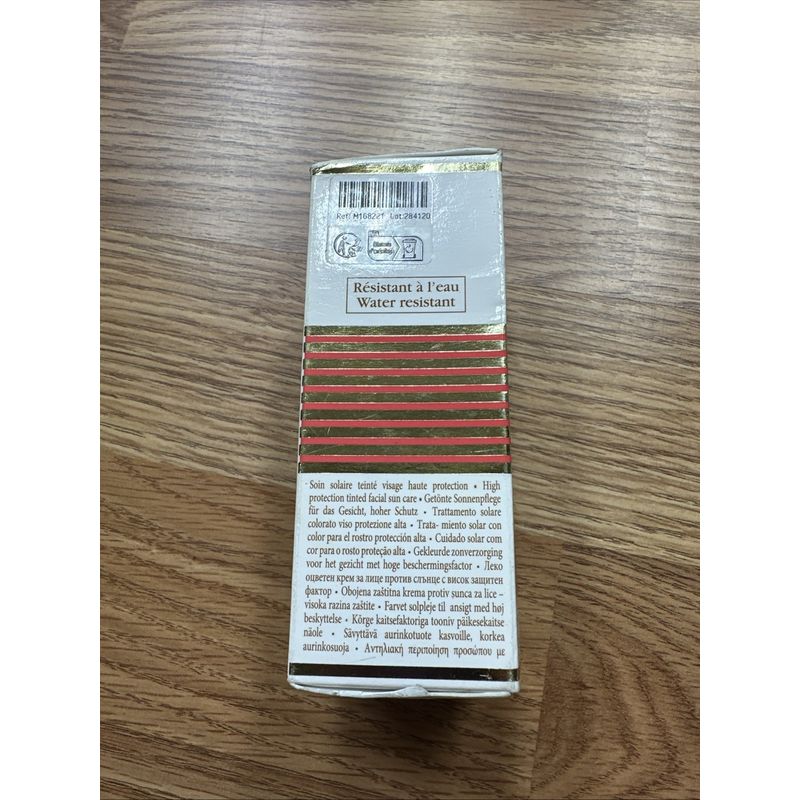 Ref: M16822f Lot:284120
Résistant à l'eau
Water resistant
Soin solaire teinté visage haute protection • High
protection tinted facial sun care • Getönte Sonnenpflege
für das Gesicht, hoher Schutz • Trattamento solare
colorato viso protezione alta • Trata- miento solar con
color para el rostro protección alta • Cuidado solar com
cor para o rosto proteção alta • Gekleurde zonverzorging
voor het gezicht met hoge beschermingsfactor • Леко
оцветен крем за лице против слънце с висок защитен
фактор • Obojena zaštitna krema protiv sunca za lice –
visoka razina zaštite • Farvet solpleje til ansigt med høj
beskyttelse • Kõrge kaitsefaktoriga tooniv päikesekaitse
näole • Sävyttävä aurinkotuote kasvoille, korkea
aurinkosuoja • Αντηλιακή περιποίηση προσώπου με